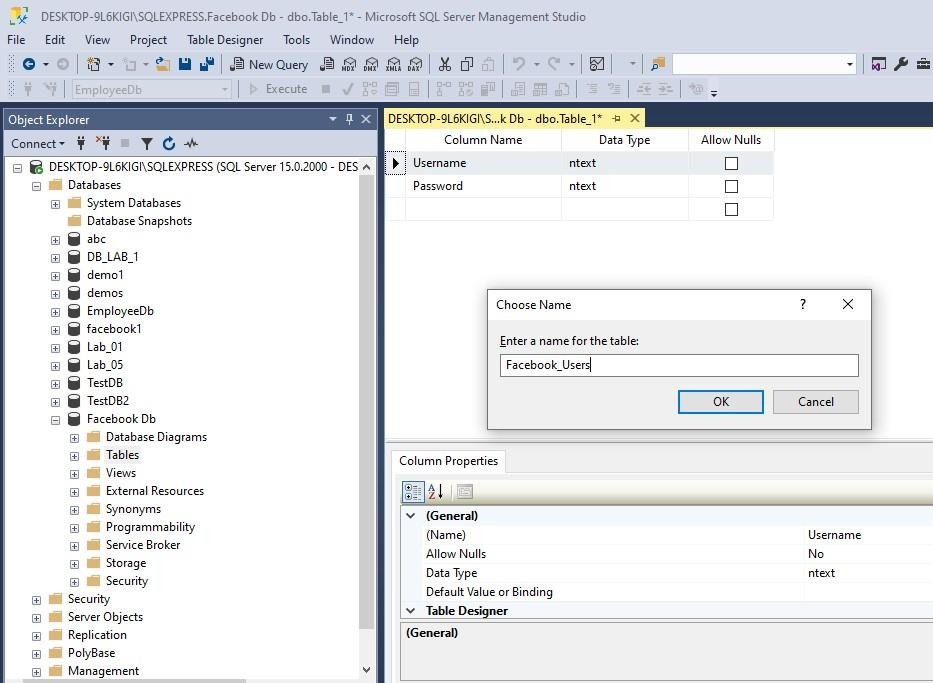 DESKTOP-9L6KIGI\SQLEXPRESS.Facebook Db - dbo.Table_1* - Microsoft SQL Server Management Studio
File Edit View Project Table Designer Tools Window Help
New Query MDX DMX XMLA DAX
EmployeeDb Execute
Object Explorer
Connect
DESKTOP-9L6KIGI\SQLEXPRESS (SQL Server 15.0.2000 - DES
Databases
System Databases
Database Snapshots
abc
DB_LAB_1
demo1
demos
EmployeeDb
facebook1
Lab_01
Lab_05
TestDB
TestDB2
Facebook Db
Database Diagrams
Tables
Views
External Resources
Synonyms
Programmability
Service Broker
Storage
Security
Security
Server Objects
Replication
PolyBase
Management
DESKTOP-9L6KIGI\S...k Db - dbo.Table_1*
Column Name Data Type Allow Nulls
Username ntext
Password ntext
Choose Name ?
Enter a name for the table:
Facebook_Users
OK Cancel
Column Properties
(General)
(Name) Username
Allow Nulls No
Data Type ntext
Default Value or Binding
Table Designer
(General)